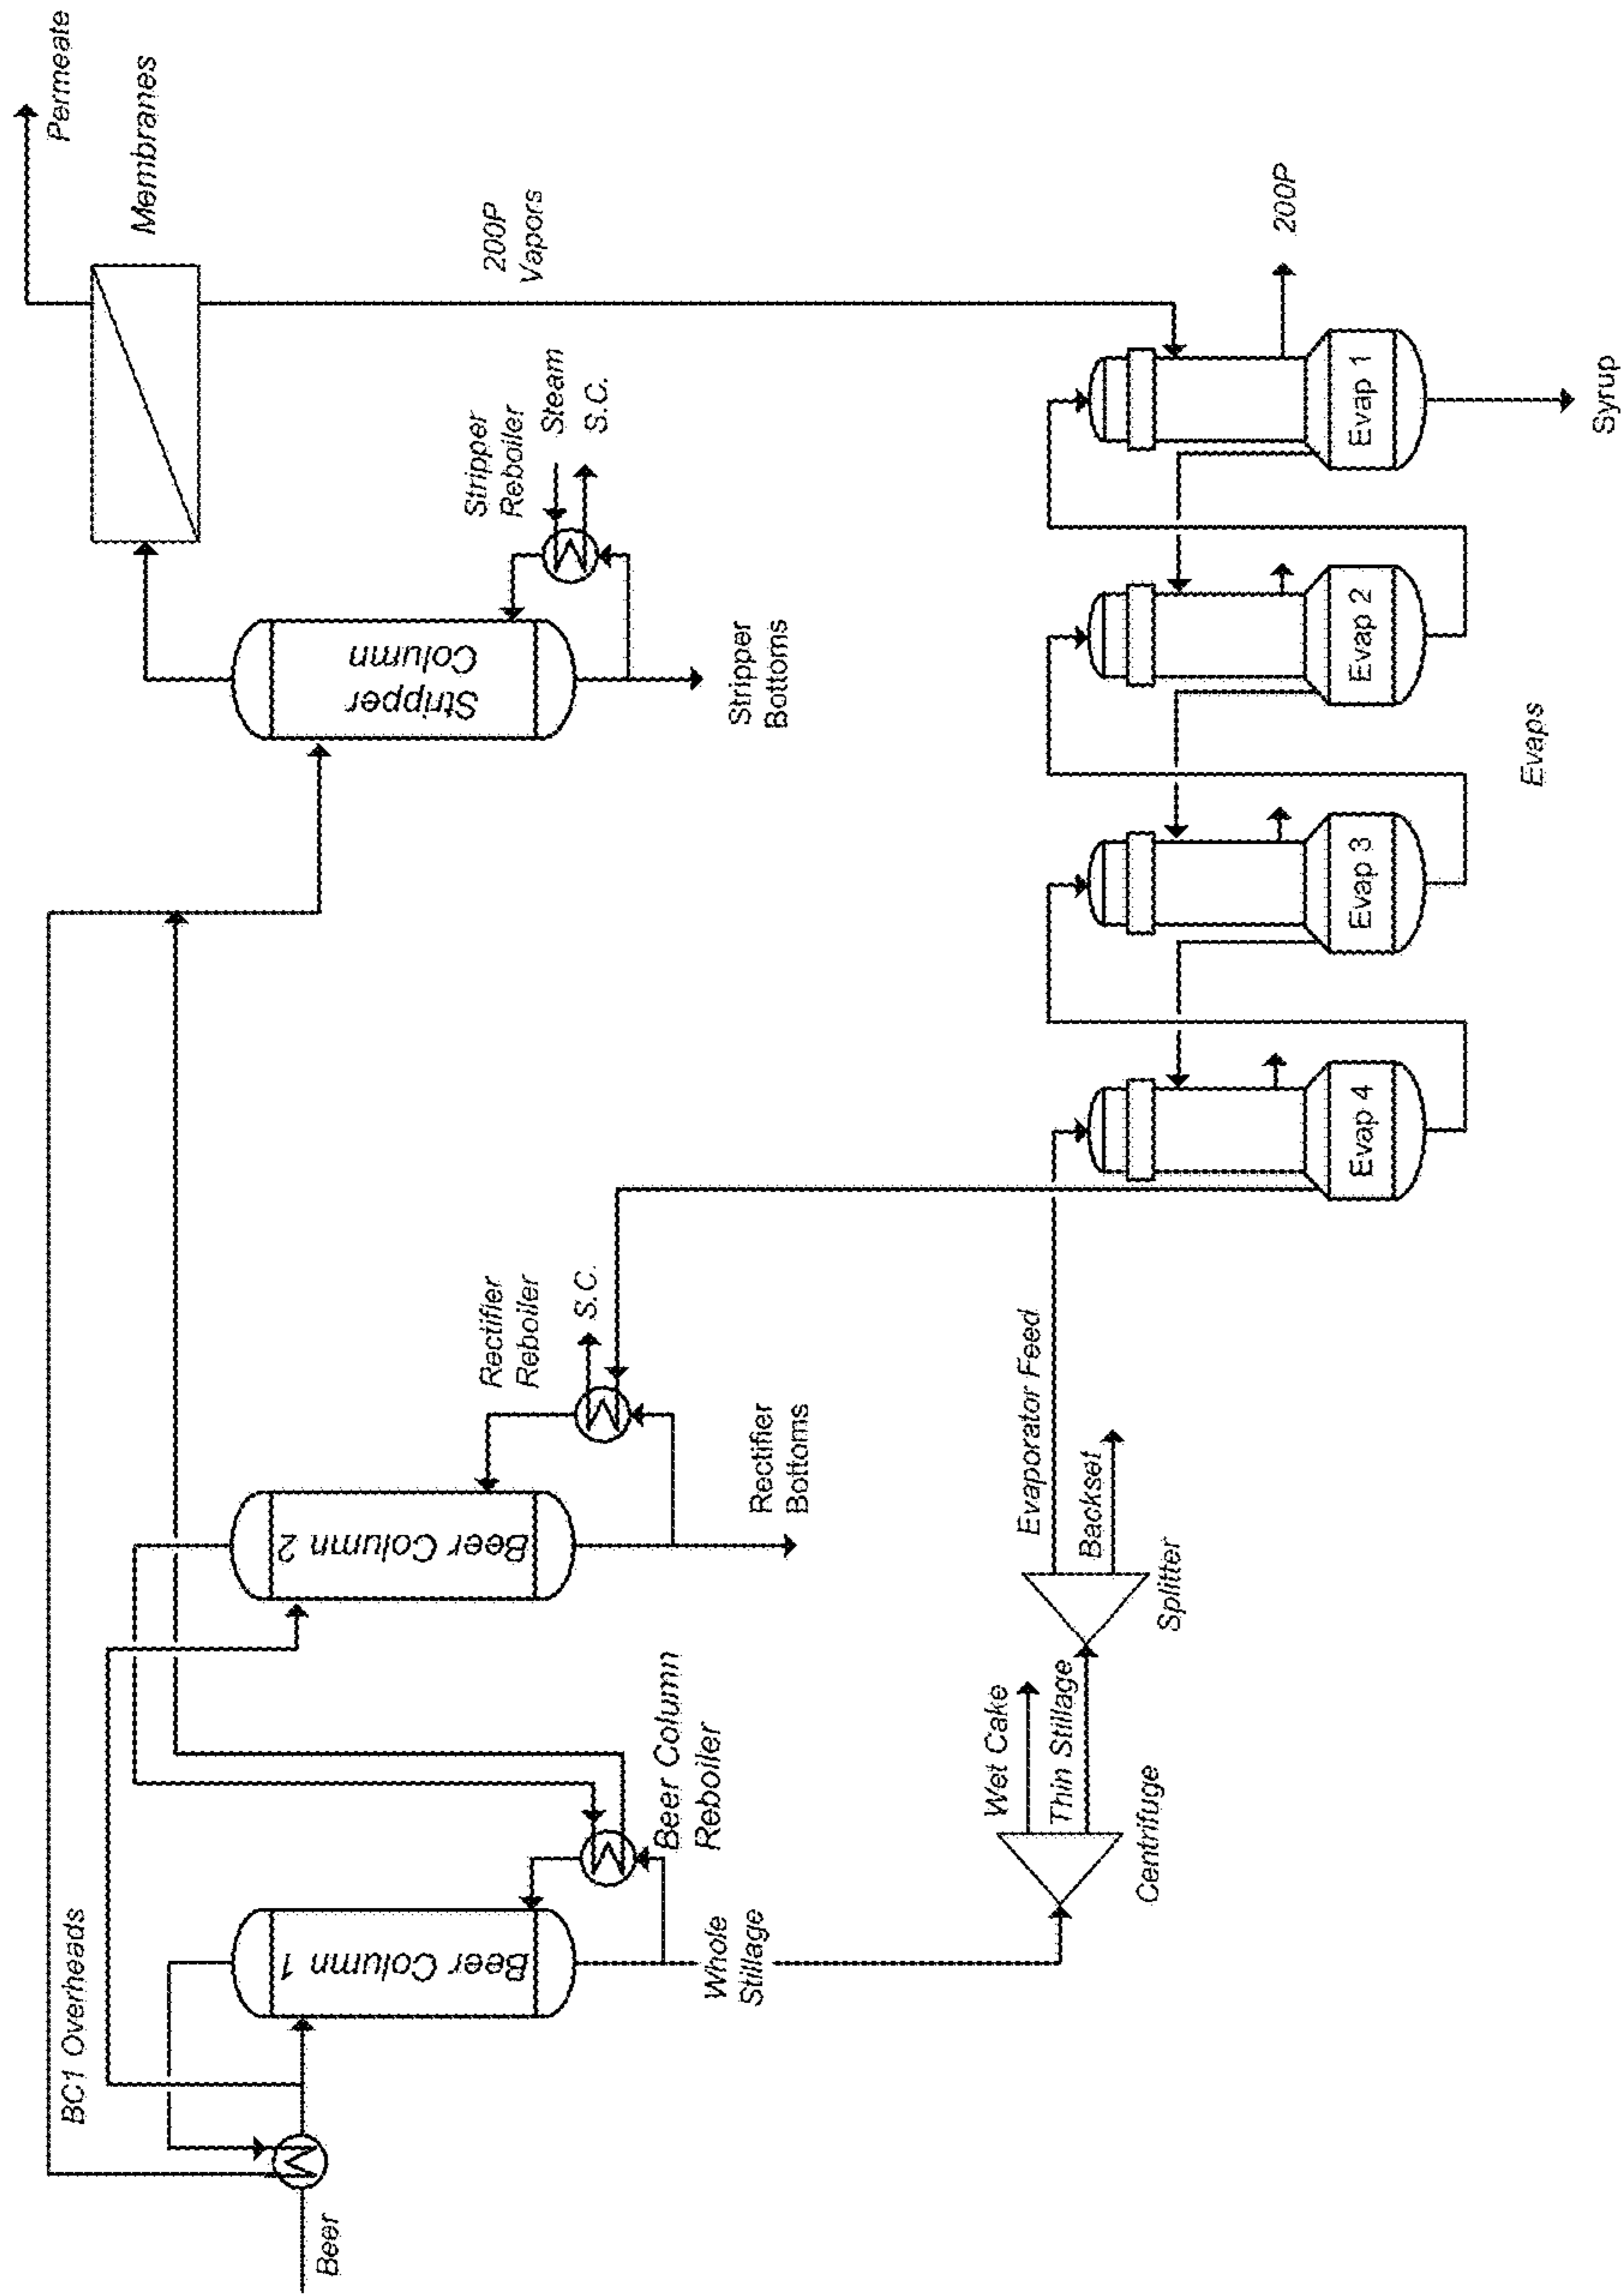 Permeate
Membranes
200P
Vapors
Stripper
Reboiler
Steam
S.C.
Stripper
Column
Stripper
Bottoms
BC1 Overheads
Beer
Beer Column 1
Beer Column
Reboiler
Whole
Stillage
Beer Column 2
Rectifier
Reboiler
S.C.
Rectifier
Bottoms
Wet Cake
Thin Stillage
Centrifuge
Evaporator Feed
Backset
Splitter
Evap 4
Evap 3
Evap 2
Evap 1
200P
Evaps
Syrup